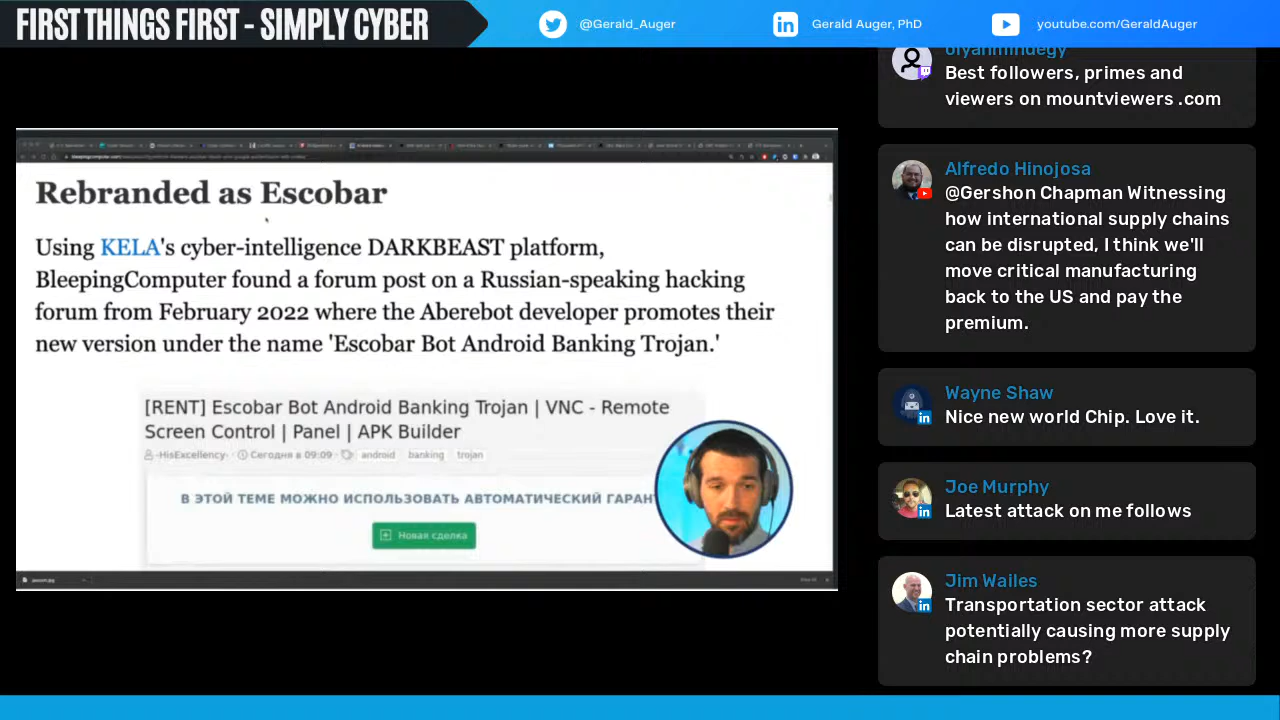 FIRST THINGS FIRST - SIMPLY CYBER
@Gerald_Auger
Gerald Auger, PhD
youtube.com/GeraldAuger
Rebranded as Escobar
Using KELA's cyber-intelligence DARKBEAST platform,
BleepingComputer found a forum post on a Russian-speaking hacking
forum from February 2022 where the Aberebot developer promotes their
new version under the name 'Escobar Bot Android Banking Trojan.'
[RENT] Escobar Bot Android Banking Trojan | VNC - Remote
Screen Control | Panel | APK Builder
-HisExcellency-
Сегодня в 09:09
android
banking
trojan
В ЭТОЙ ТЕМЕ МОЖНО ИСПОЛЬЗОВАТЬ АВТОМАТИЧЕСКИЙ ГАРАНТ
Новая сделка
Best followers, primes and
viewers on mountviewers .com
Alfredo Hinojosa
@Gershon Chapman Witnessing
how international supply chains
can be disrupted, I think we'll
move critical manufacturing
back to the US and pay the
premium.
Wayne Shaw
Nice new world Chip. Love it.
Joe Murphy
Latest attack on me follows
Jim Wailes
Transportation sector attack
potentially causing more supply
chain problems?